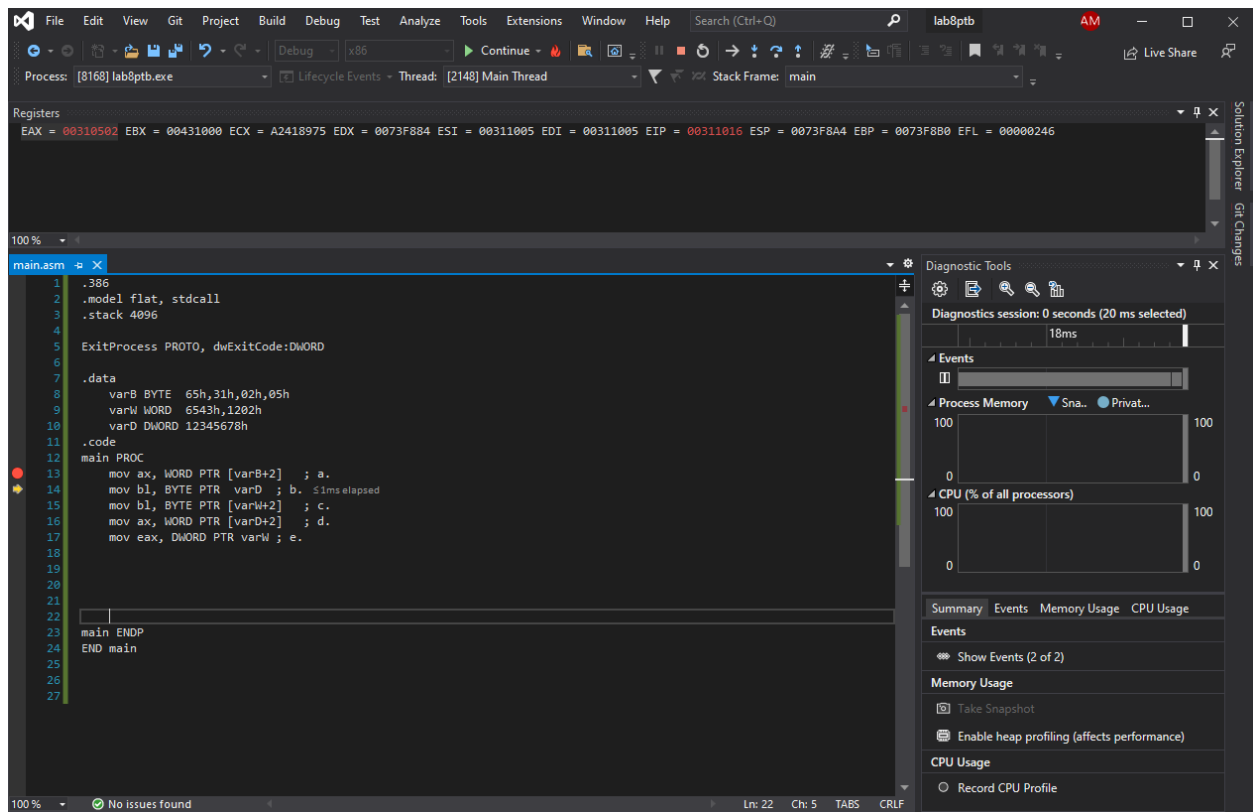 File Edit View Git Project Build Debug Test Analyze Tools Extensions Window Help Search (Ctrl+Q) lab8ptb AM
Debug x86 Continue Live Share
Process: [8168] lab8ptb.exe Lifecycle Events Thread: [2148] Main Thread Stack Frame: main
Registers
EAX = 00310502 EBX = 00431000 ECX = A2418975 EDX = 0073F884 ESI = 00311005 EDI = 00311005 EIP = 00311016 ESP = 0073F8A4 EBP = 0073F8B0 EFL = 00000246
100 %
Solution Explorer
Git Changes
main.asm
1 .386
2 .model flat, stdcall
3 .stack 4096
4
5 ExitProcess PROTO, dwExitCode:DWORD
6
7 .data
8 varB BYTE 65h,31h,02h,05h
9 varW WORD 6543h,1202h
10 varD DWORD 12345678h
11 .code
12 main PROC
13 mov ax, WORD PTR [varB+2] ; a.
14 mov bl, BYTE PTR varD ; b. ≤1ms elapsed
15 mov bl, BYTE PTR [varW+2] ; c.
16 mov ax, WORD PTR [varD+2] ; d.
17 mov eax, DWORD PTR varW ; e.
18
19
20
21
22
23 main ENDP
24 END main
25
26
27
100 % No issues found Ln: 22 Ch: 5 TABS CRLF
Diagnostic Tools
Diagnostics session: 0 seconds (20 ms selected)
18ms
Events
Process Memory Sna.. Privat...
100 100
0 0
CPU (% of all processors)
100 100
0 0
Summary Events Memory Usage CPU Usage
Events
Show Events (2 of 2)
Memory Usage
Take Snapshot
Enable heap profiling (affects performance)
CPU Usage
Record CPU Profile